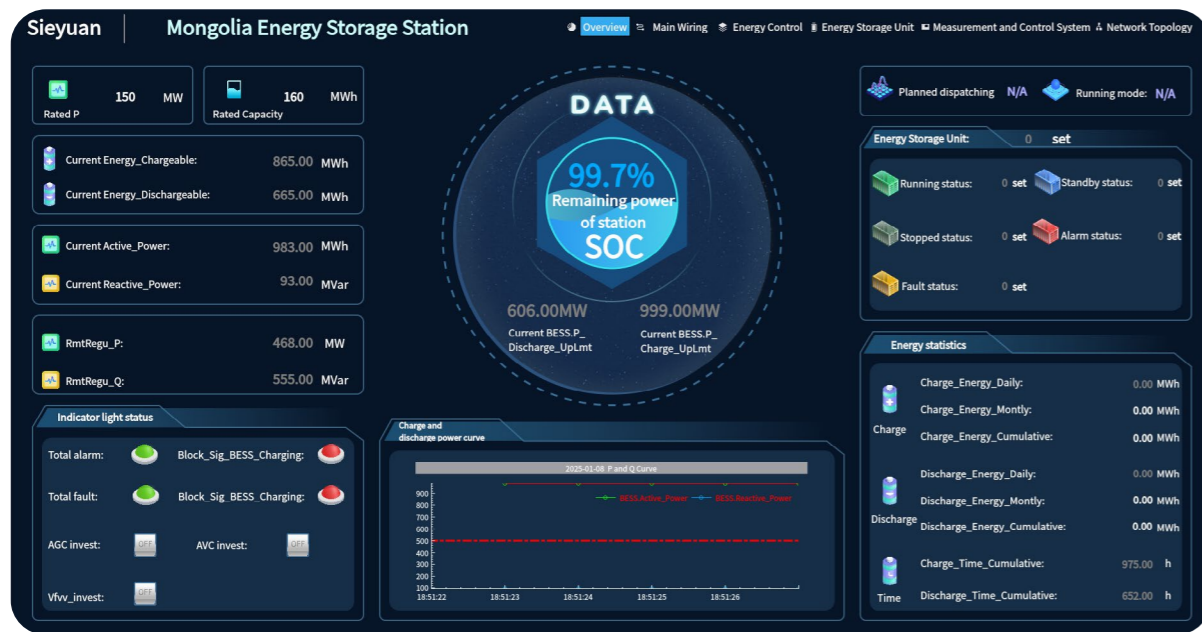 Sieyuan
Mongolia Energy Storage Station
Overview
Main Wiring
Energy Control
Energy Storage Unit
Measurement and Control System
Network Topology
150 MW
Rated P
160 MWh
Rated Capacity
Current Energy_Chargeable: 865.00 MWh
Current Energy_Dischargeable: 665.00 MWh
Current Active_Power: 983.00 MWh
Current Reactive_Power: 93.00 MVar
RmtRegu_P: 468.00 MW
RmtRegu_Q: 555.00 MVar
Indicator light status
Total alarm: Block_Sig_BESS_Charging:
Total fault: Block_Sig_BESS_Charging:
AGC invest: OFF AVC invest: OFF
Vfvv_invest: OFF
DATA
99.7%
Remaining power
of station
SOC
606.00MW
Current BESS.P_
Discharge_UpLmt
999.00MW
Current BESS.P_
Charge_UpLmt
Charge and
discharge power curve
2025-01-08 P and Q Curve
BESS.Active_Power BESS.Reactive_Power
900
800
700
600
500
400
300
200
100
18:51:22 18:51:23 18:51:24 18:51:25 18:51:26
Planned dispatching N/A Running mode: N/A
Energy Storage Unit: 0 set
Running status: 0 set Standby status: 0 set
Stopped status: 0 set Alarm status: 0 set
Fault status: 0 set
Energy statistics
Charge
Charge_Energy_Daily: 0.00 MWh
Charge_Energy_Montly: 0.00 MWh
Charge_Energy_Cumulative: 0.00 MWh
Discharge
Discharge_Energy_Daily: 0.00 MWh
Discharge_Energy_Montly: 0.00 MWh
Discharge_Energy_Cumulative: 0.00 MWh
Time
Charge_Time_Cumulative: 975.00 h
Discharge_Time_Cumulative: 652.00 h